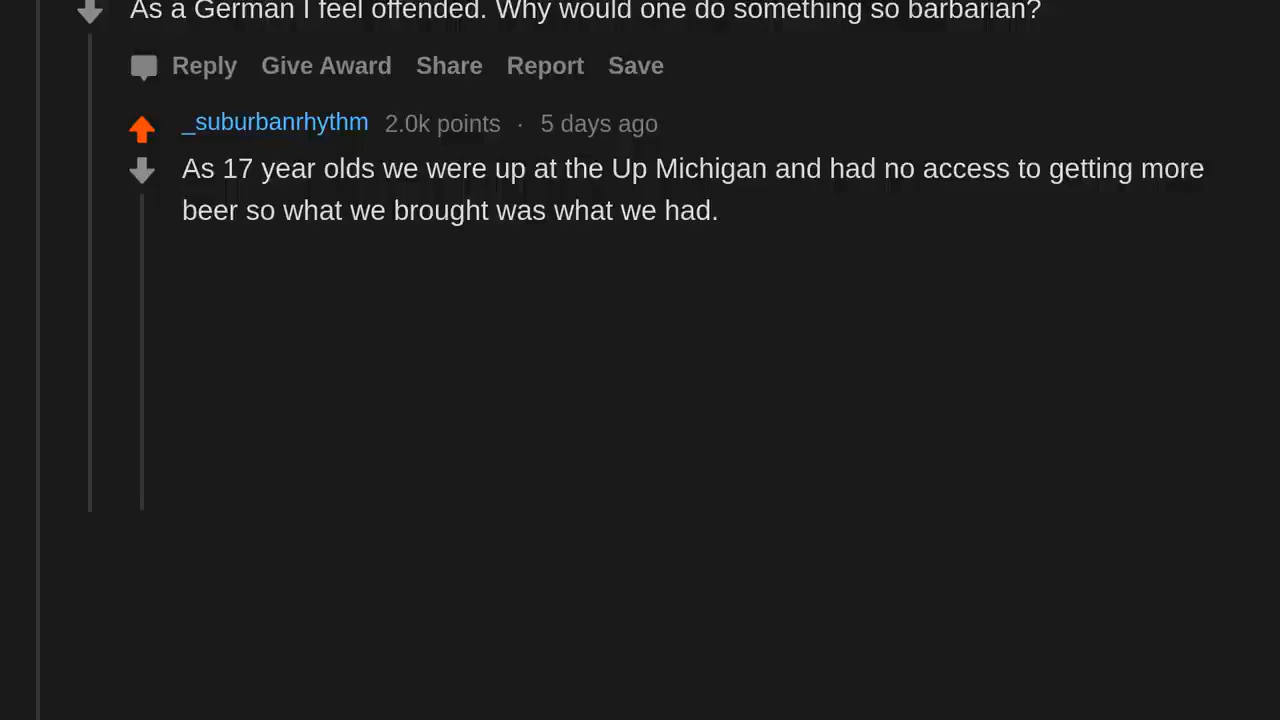 As a German I feel offended. Why would one do something so barbarian?
Reply Give Award Share Report Save
_suburbanrhythm 2.0k points · 5 days ago
As 17 year olds we were up at the Up Michigan and had no access to getting more
beer so what we brought was what we had.